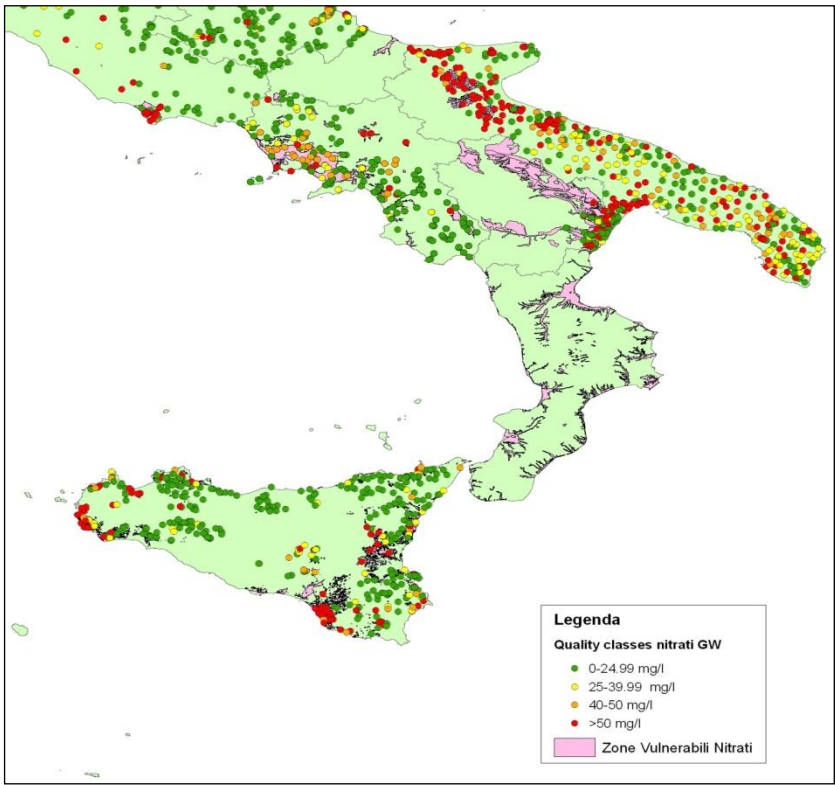 Legenda
Quality classes nitrati GW
0-24.99 mg/l
25-39.99 mg/l
40-50 mg/l
>50 mg/l
Zone Vulnerabili Nitrati